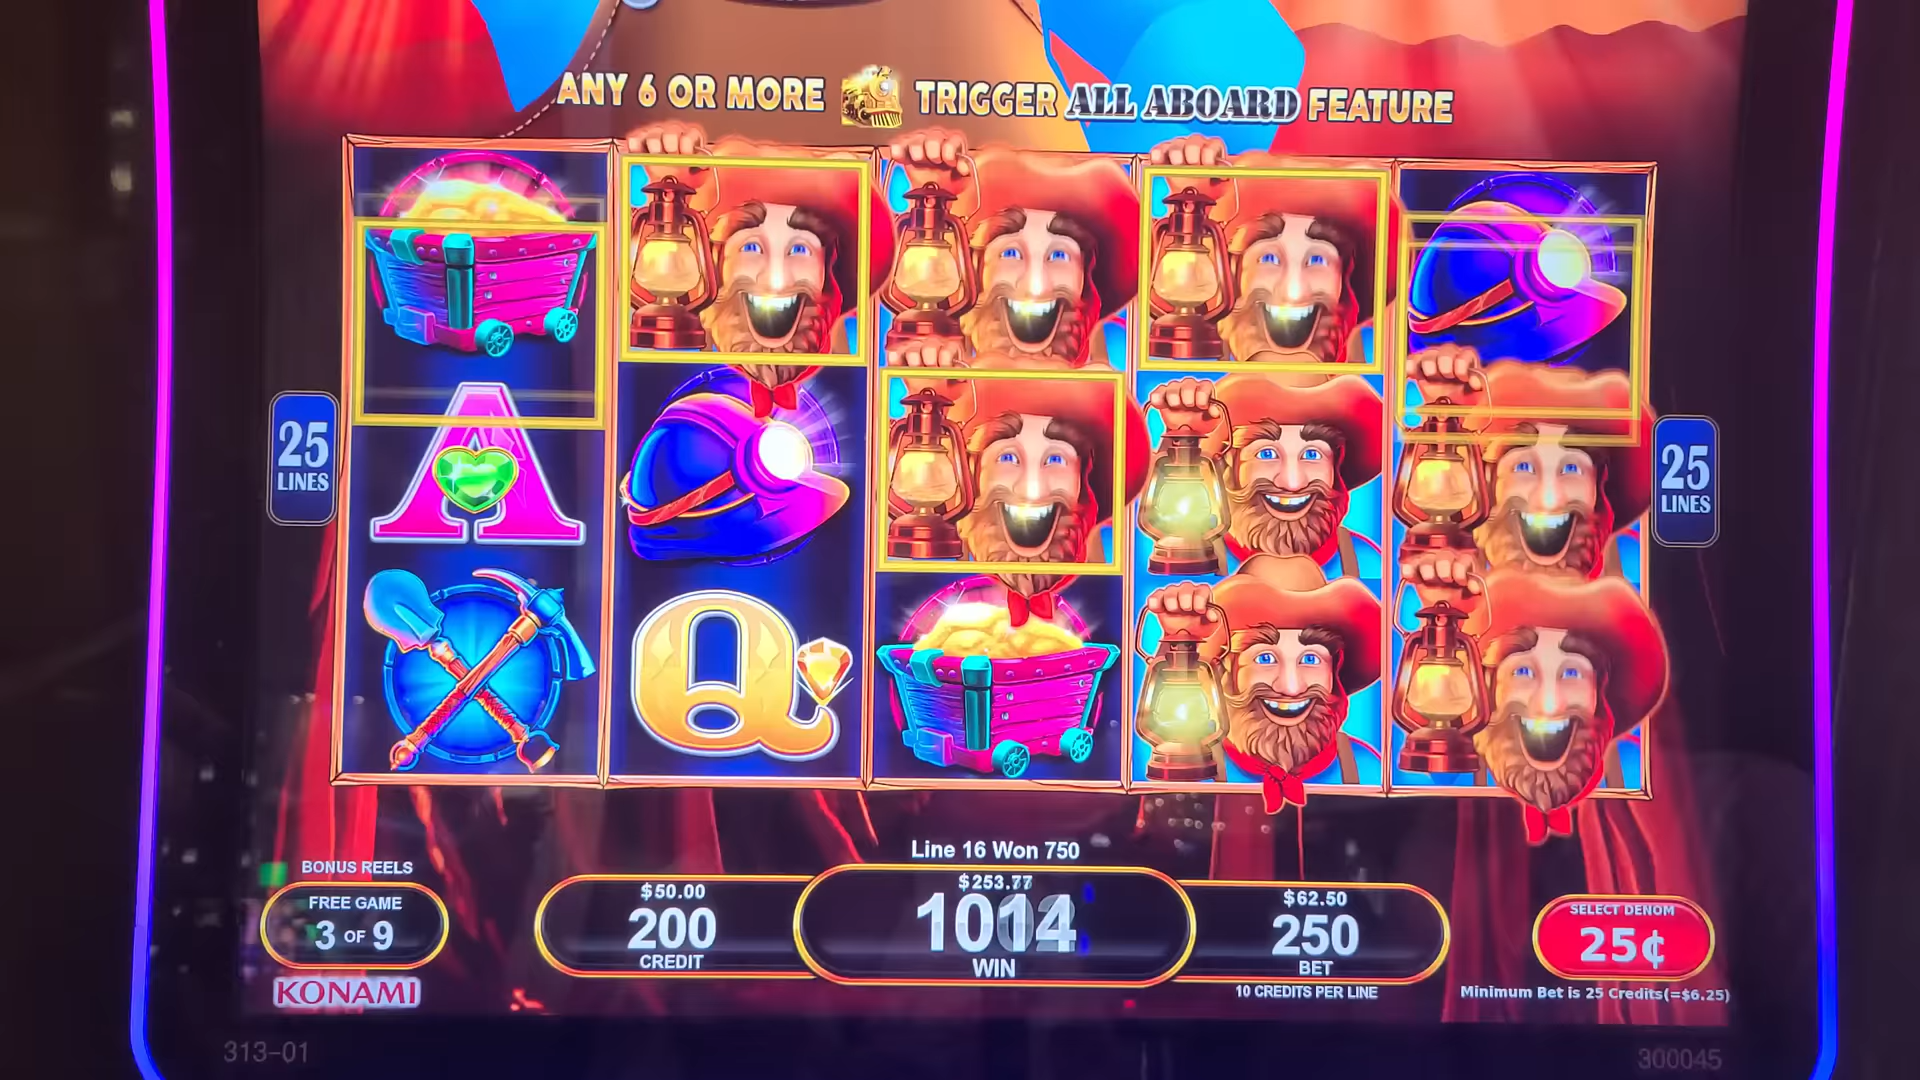 ANY 6 OR MORE TRIGGER ALL ABOARD FEATURE
25
LINES
25
LINES
A
Q
Line 16 Won 750
BONUS REELS
FREE GAME
3 OF 9
$50.00
200
CREDIT
$253.77
WIN
$62.50
250
BET
10 CREDITS PER LINE
SELECT DENOM
25¢
Minimum Bet is 25 Credits(=$6.25)
KONAMI
313-01
300045